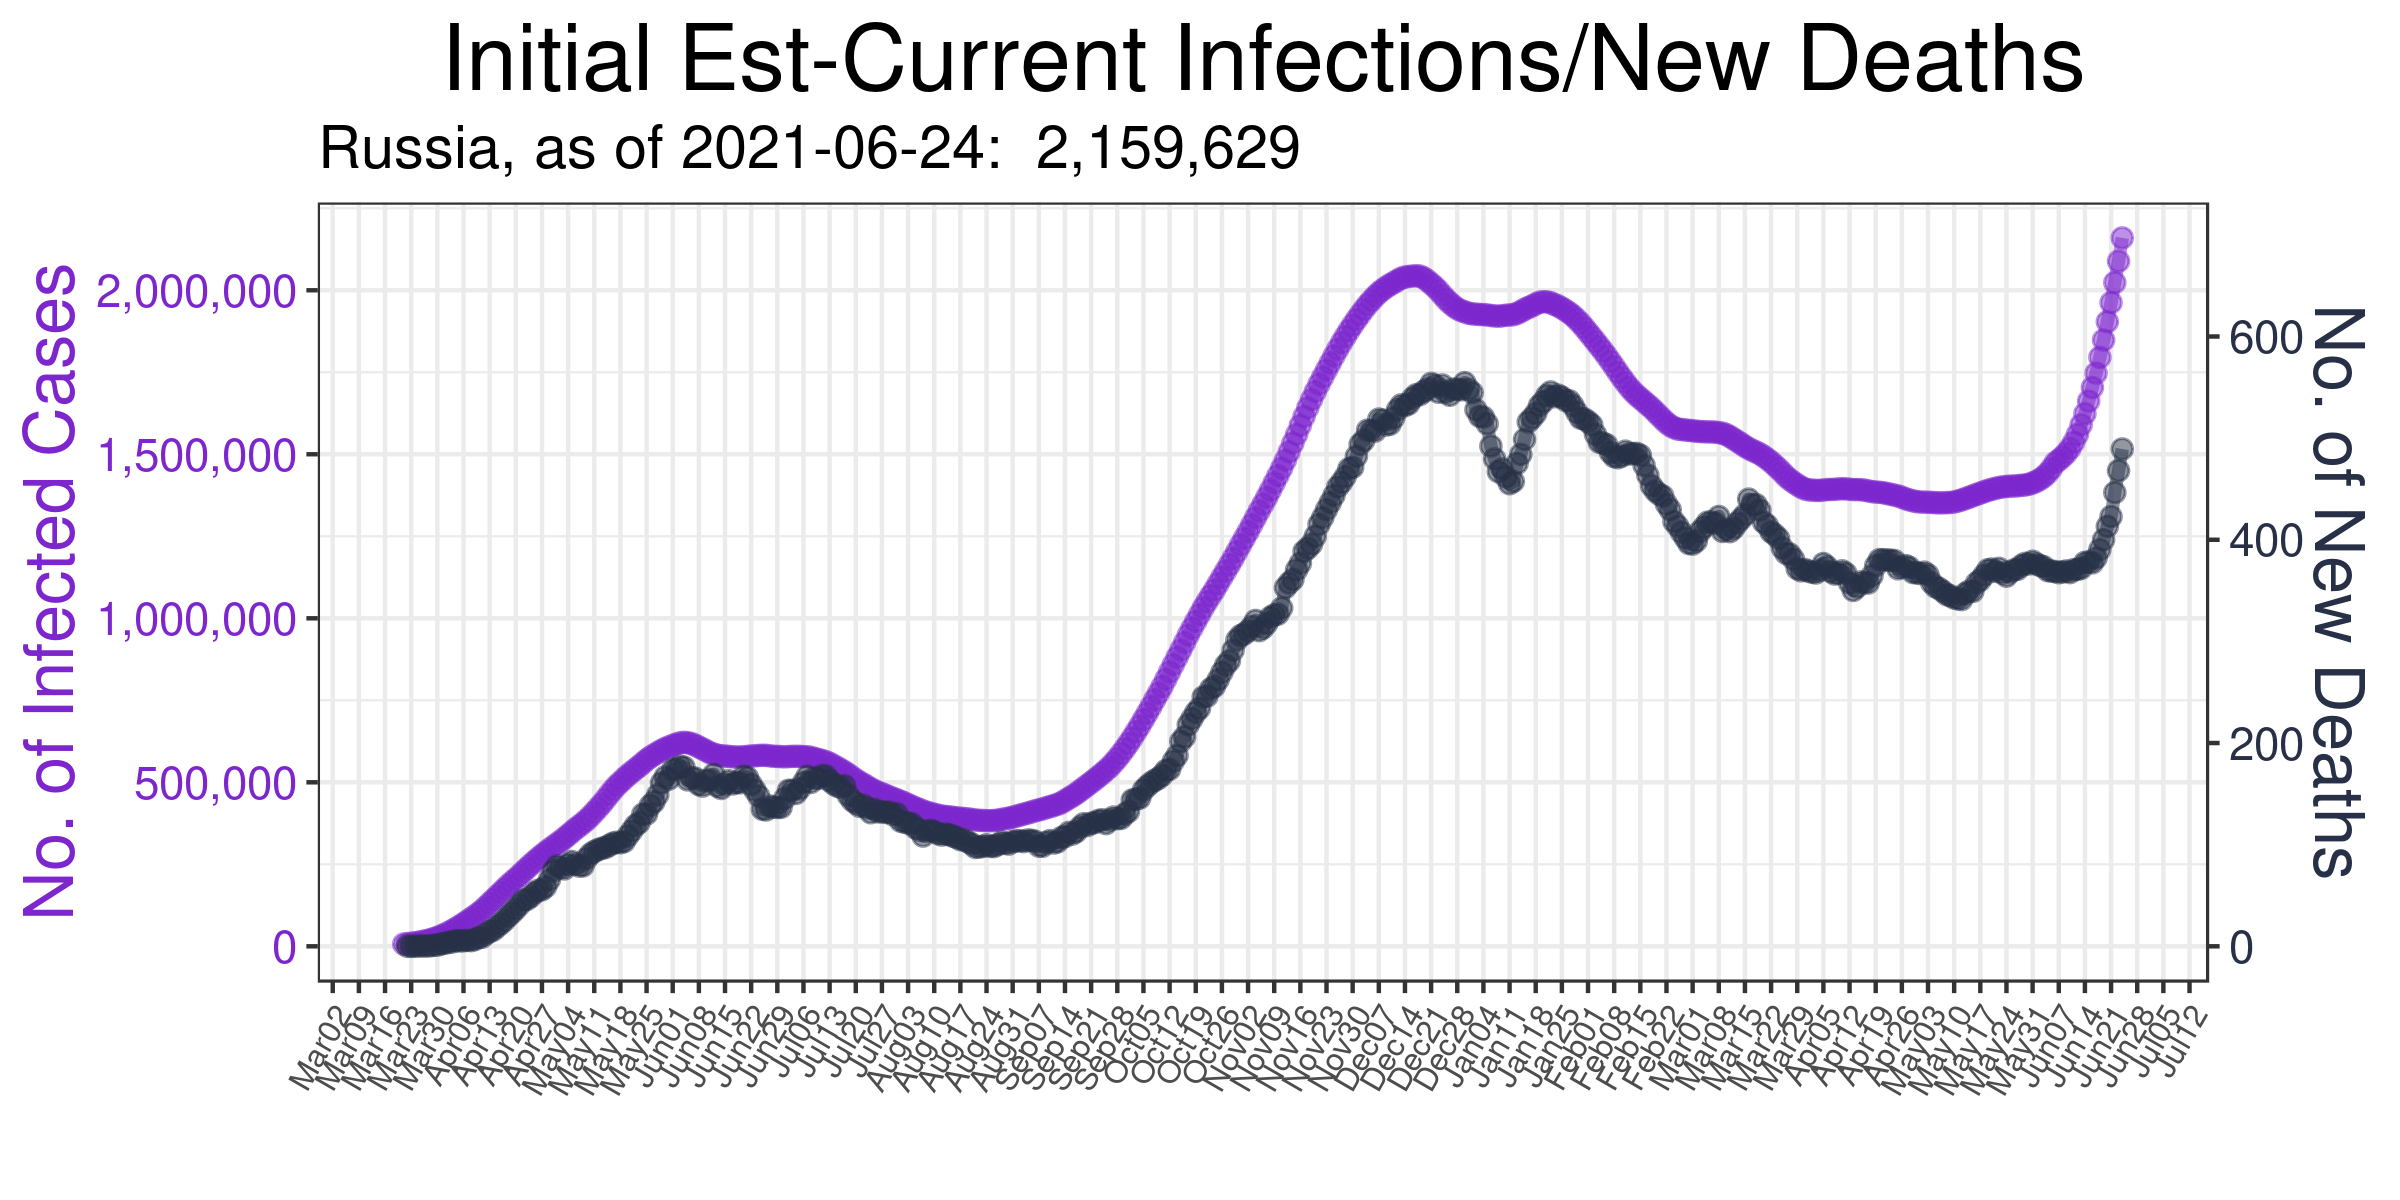 Initial Est-Current Infections/New Deaths
Russia, as of 2021-06-24:  2,159,629
No. of Infected Cases
2,000,000
1,500,000
1,000,000
500,000
0
600
400
200
0
No. of New Deaths
Mar02
Mar09
Mar16
Mar23
Mar30
Apr06
Apr13
Apr20
Apr27
May04
May11
May18
May25
Jun01
Jun08
Jun15
Jun22
Jun29
Jul06
Jul13
Jul20
Jul27
Aug03
Aug10
Aug17
Aug24
Aug31
Sep07
Sep14
Sep21
Sep28
Oct05
Oct12
Oct19
Oct26
Nov02
Nov09
Nov16
Nov23
Nov30
Dec07
Dec14
Dec21
Dec28
Jan04
Jan11
Jan18
Jan25
Feb01
Feb08
Feb15
Feb22
Mar01
Mar08
Mar15
Mar22
Mar29
Apr05
Apr12
Apr19
Apr26
May03
May10
May17
May24
May31
Jun07
Jun14
Jun21
Jun28
Jul05
Jul12